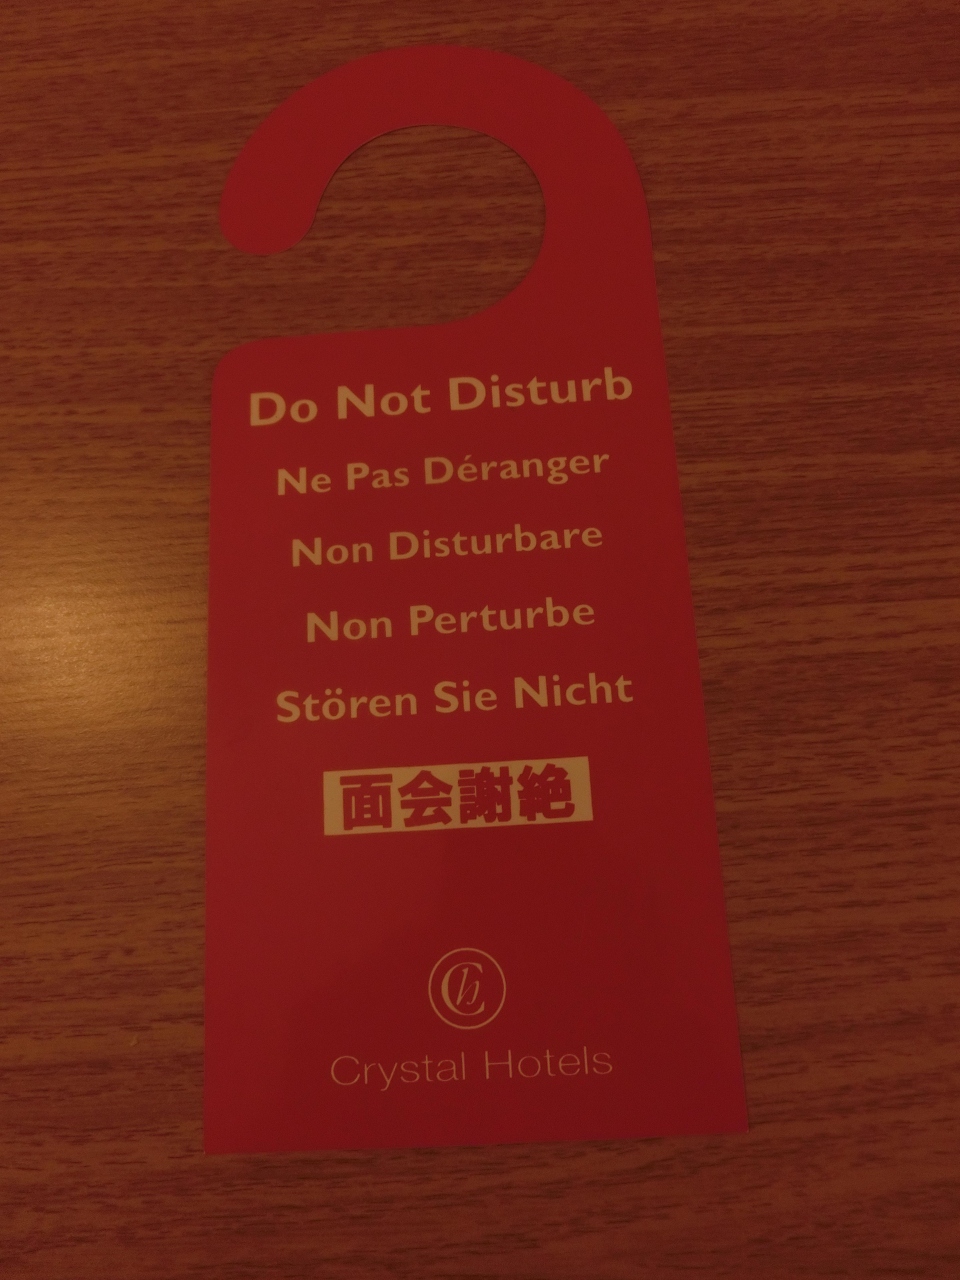 Do Not Disturb
Ne Pas Déranger
Non Disturbare
Non Perturbe
Stören Sie Nicht
面会謝絶
Ch
Crystal Hotels